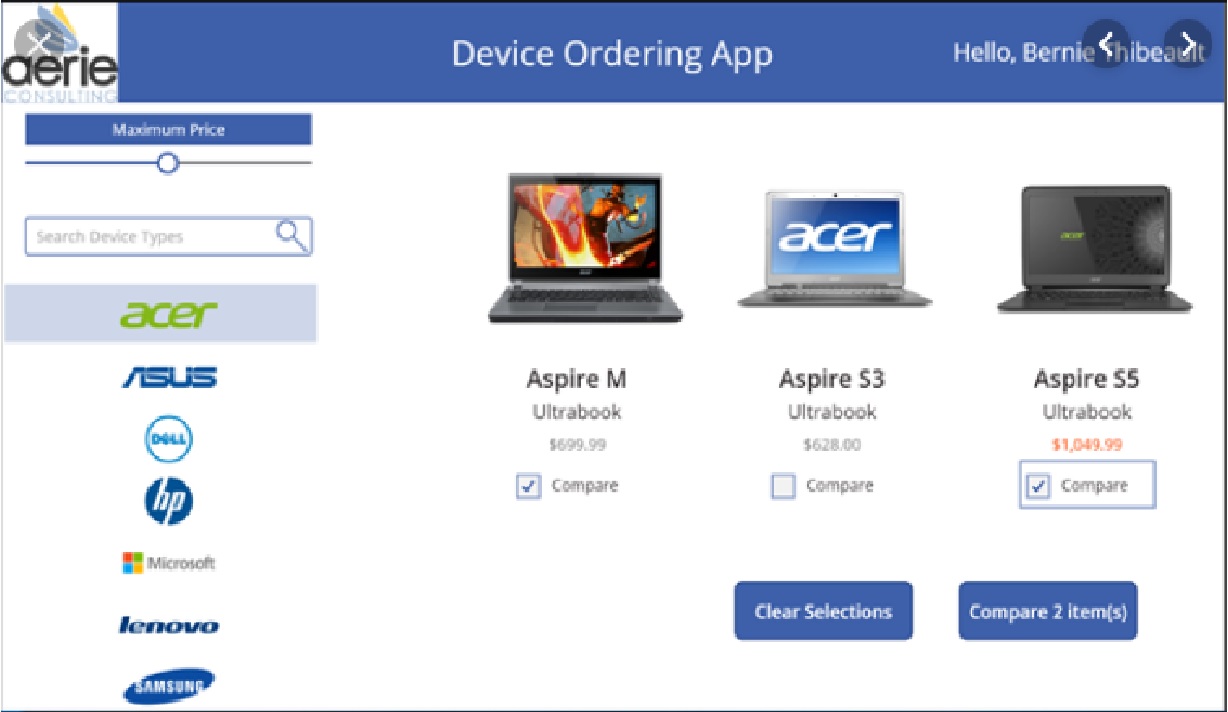 aerie
CONSULTING
Device Ordering App
Hello, Bernie Thibeault
Maximum Price
Search Device Types
acer
ASUS
DELL
hp
Microsoft
lenovo
SAMSUNG
acer
acer
Aspire M
Ultrabook
$699.99
Compare
Aspire S3
Ultrabook
$628.00
Compare
Aspire S5
Ultrabook
$1,049.99
Compare
Clear Selections
Compare 2 item(s)